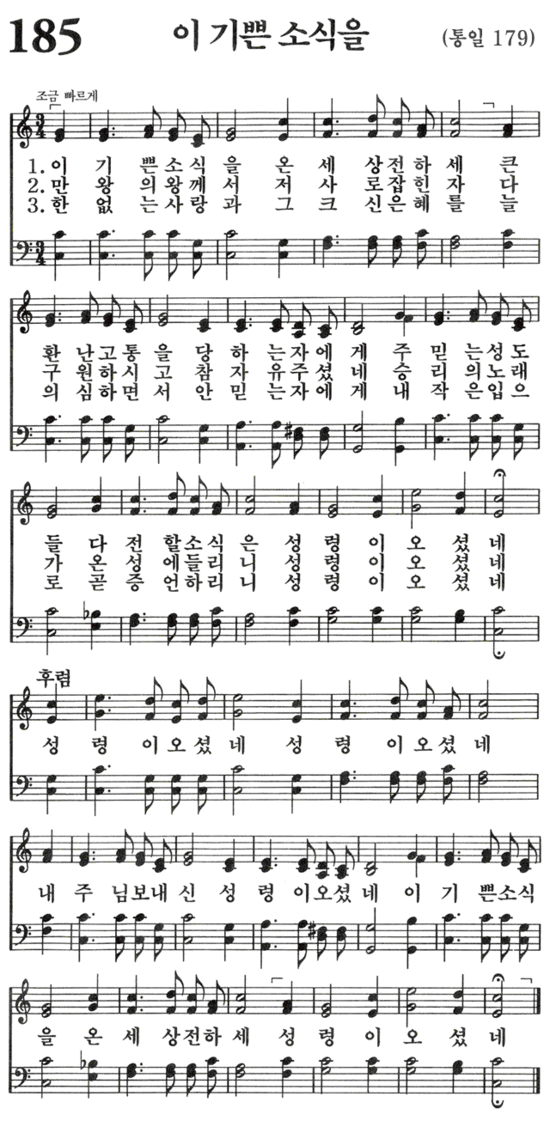 185 이 기쁜 소식을 (통일 179)
조금 빠르게
3/4
1. 이 기 쁜소식 을 온 세 상전하 세 큰
2. 만 왕 의왕께 서 저 사 로잡힌 자 다
3. 한 없 는사랑 과 그 크 신은혜 를 늘
3/4
환 난고통 을 당 하 는자에 게 주 믿 는성도
구 원하시 고 참 자 유주셨 네 승 리 의노래
의 심하면 서 안 믿 는자에 게 내 작 은입으
들 다 전 할소식 은 성 령 이 오 셨 네
가 온 성 에들리 니 성 령 이 오 셨 네
로 곧 증 언하리 니 성 령 이 오 셨 네
후렴
성 령 이오셨 네 성 령 이오셨 네
내 주 님보내 신 성 령 이오셨 네 이 기 쁜소식
을 온 세 상전하 세 성 령 이 오 셨 네